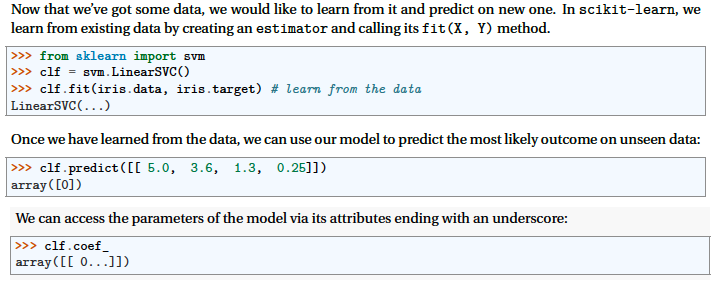 Now that we've got some data, we would like to learn from it and predict on new one. In scikit-learn, we
learn from existing data by creating an estimator and calling its fit(X, Y) method.
>>> from sklearn import svm
>>> clf = svm.LinearSVC()
>>> clf.fit(iris.data, iris.target) # learn from the data
LinearSVC(...)
Once we have learned from the data, we can use our model to predict the most likely outcome on unseen data:
>>> clf.predict([[ 5.0,  3.6,  1.3,  0.25]])
array([0])
We can access the parameters of the model via its attributes ending with an underscore:
>>> clf.coef_
array([[ 0...]])